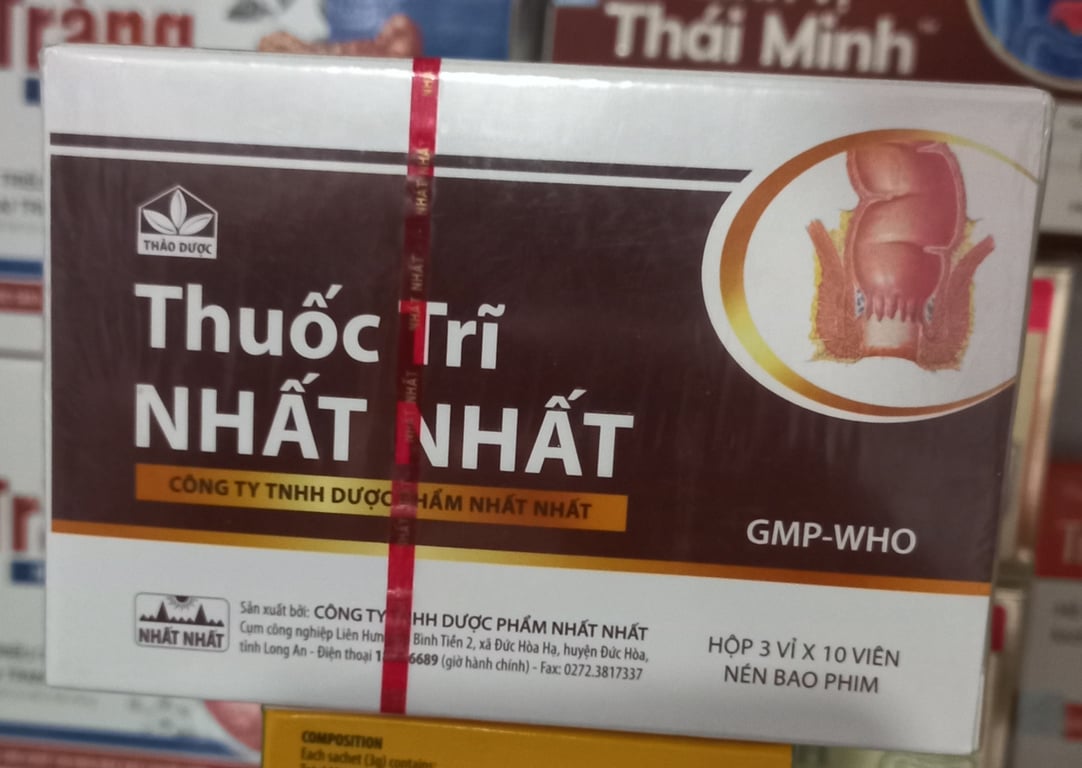 Thái Minh
THẢO DƯỢC
Thuốc Trĩ
NHẤT NHẤT
CÔNG TY TNHH DƯỢC PHẨM NHẤT NHẤT
GMP-WHO
NHẤT NHẤT
Sản xuất bởi: CÔNG TY TNHH DƯỢC PHẨM NHẤT NHẤT
Cụm công nghiệp Liên Hưng Bình Tiền 2, xã Đức Hòa Hạ, huyện Đức Hòa,
tỉnh Long An - Điện thoại 6689 (giờ hành chính) - Fax: 0272.3817337
HỘP 3 VỈ X 10 VIÊN
NÉN BAO PHIM
COMPOSITION
Each sachet (3g) contains: